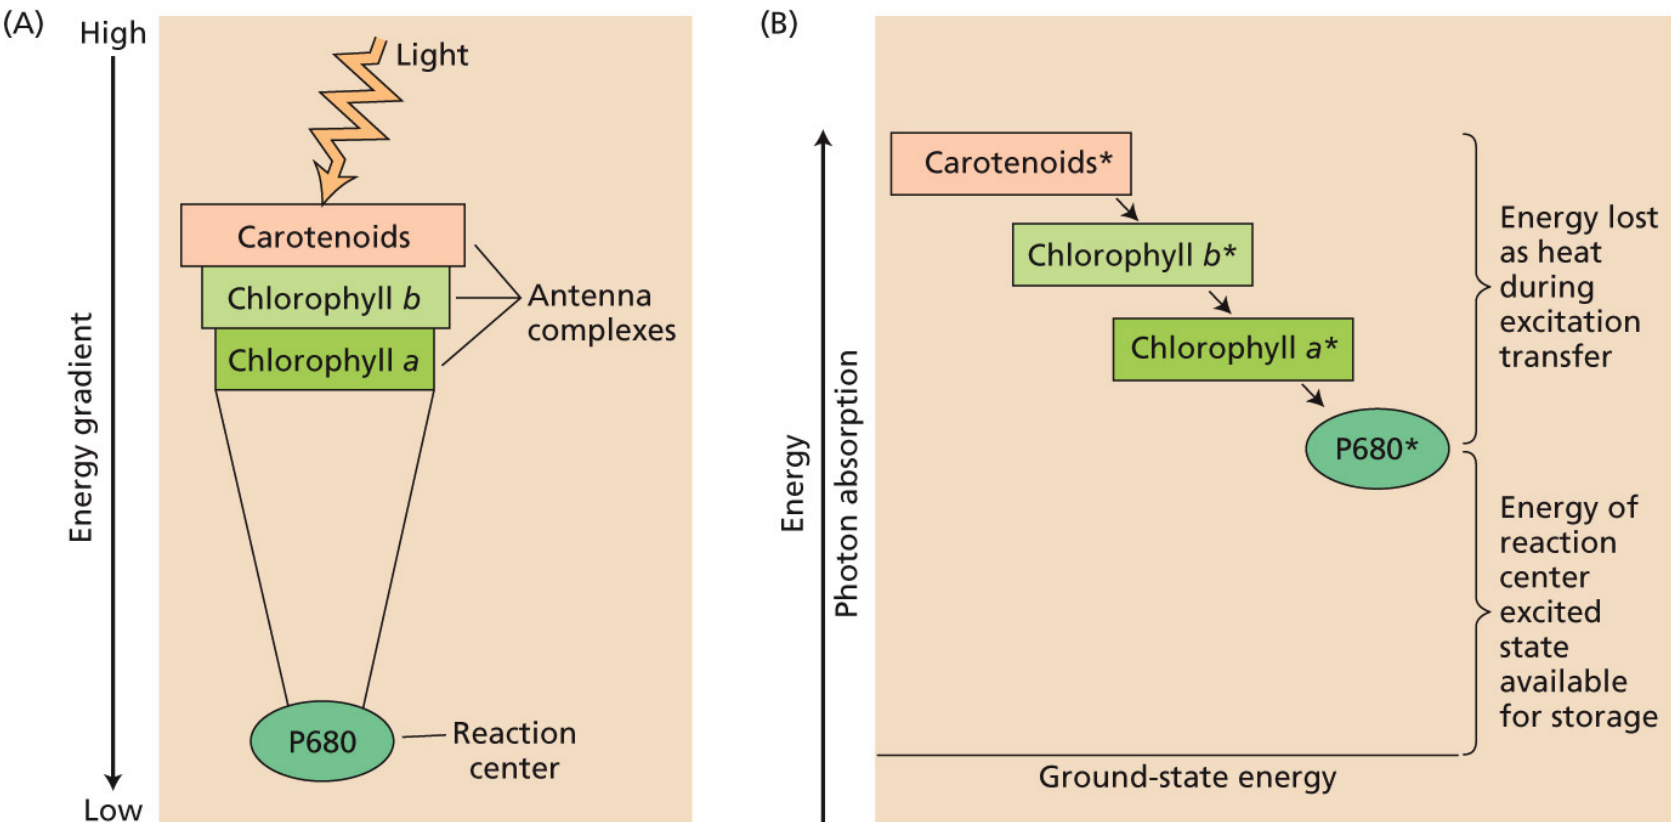 (A)
High
Light
Carotenoids
Chlorophyll b
Chlorophyll a
Antenna
complexes
Energy gradient
P680
Reaction
center
Low
(B)
Energy
Photon absorption
Carotenoids*
Chlorophyll b*
Chlorophyll a*
P680*
Energy lost
as heat
during
excitation
transfer
Energy of
reaction
center
excited
state
available
for storage
Ground-state energy